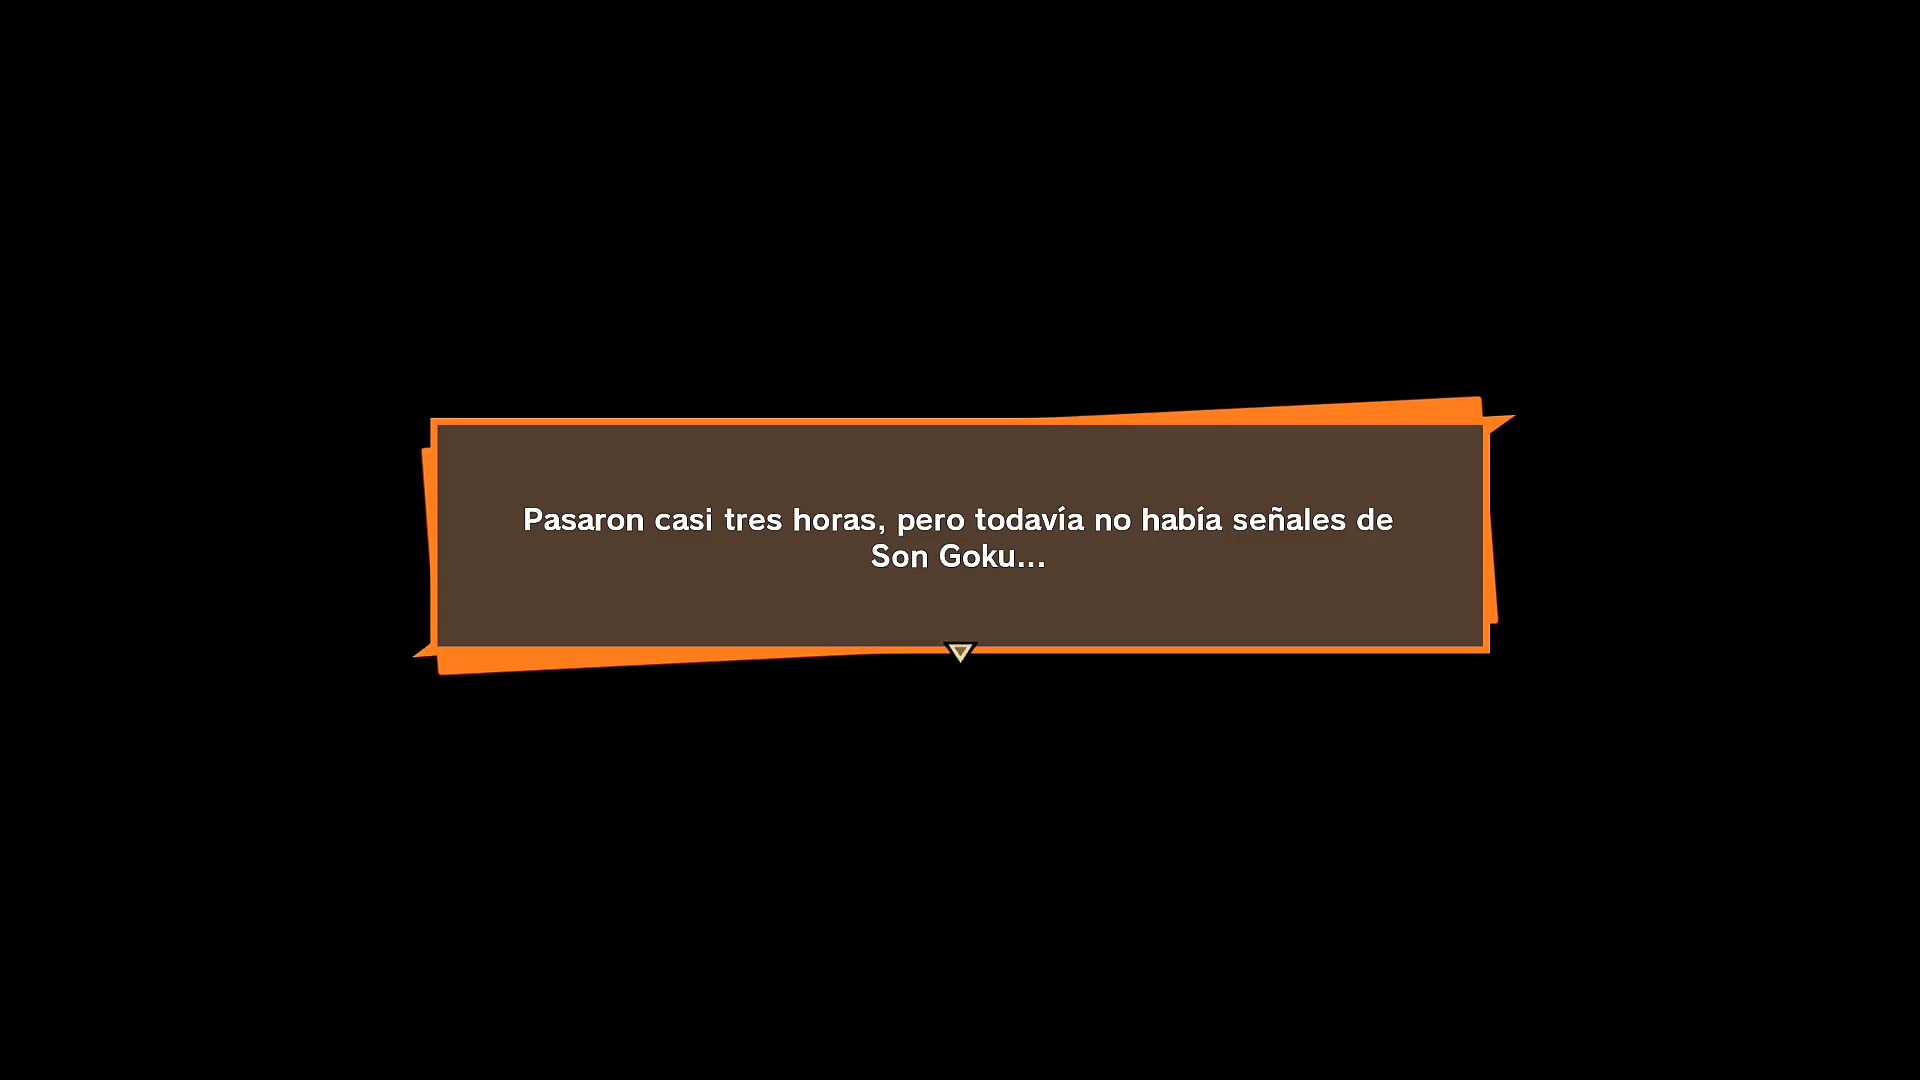 Pasaron casi tres horas, pero todavía no había señales de
Son Goku...